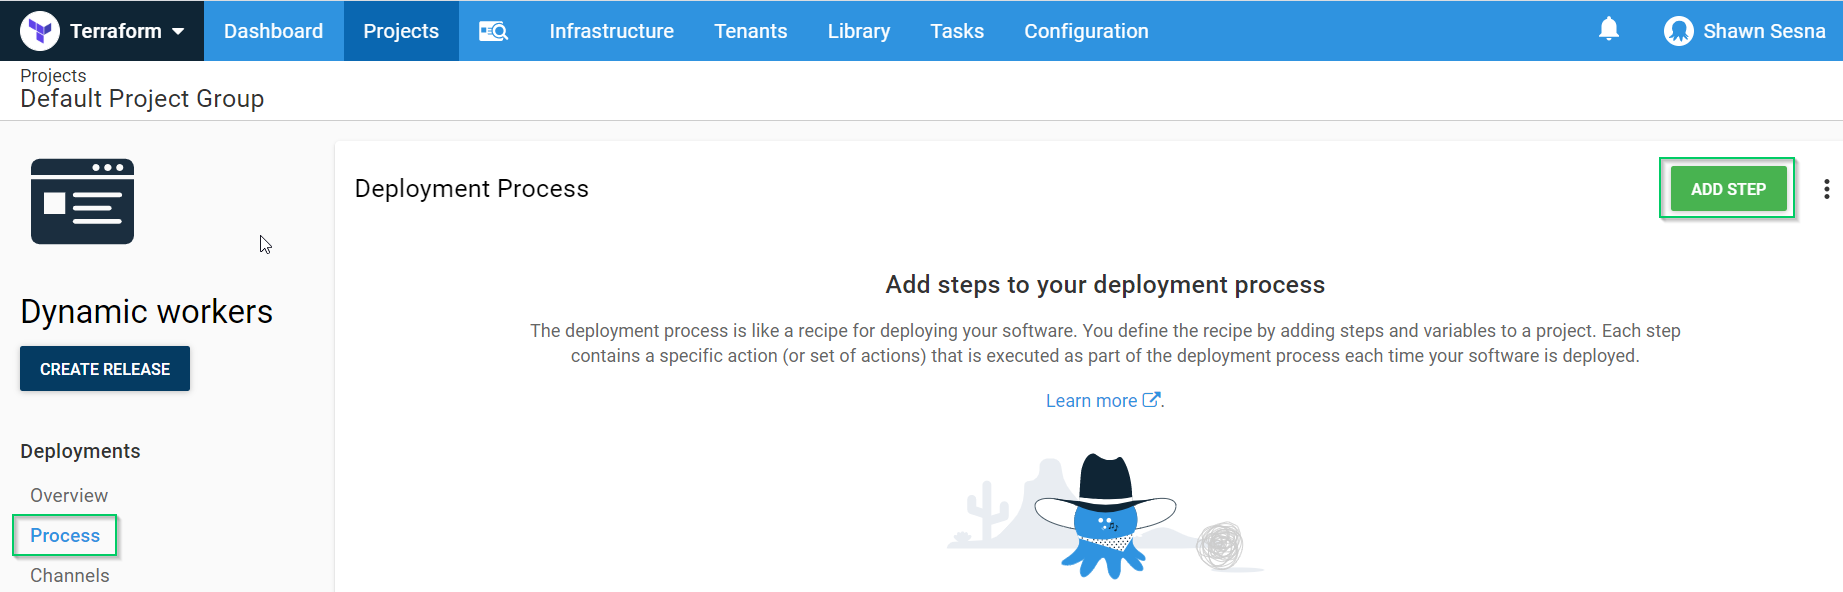 Terraform
Dashboard
Projects
Infrastructure
Tenants
Library
Tasks
Configuration
Shawn Sesna
Projects
Default Project Group
Deployment Process
ADD STEP
Dynamic workers
CREATE RELEASE
Deployments
Overview
Process
Channels
Add steps to your deployment process
The deployment process is like a recipe for deploying your software. You define the recipe by adding steps and variables to a project. Each step
contains a specific action (or set of actions) that is executed as part of the deployment process each time your software is deployed.
Learn more.